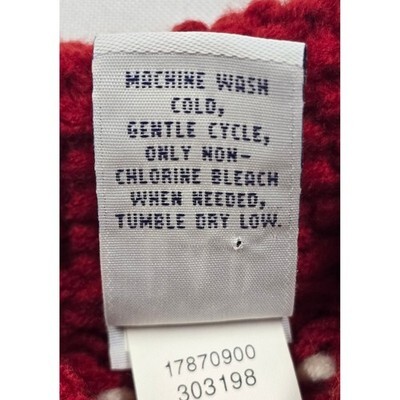 MACHINE WASH
COLD,
GENTLE CYCLE,
ONLY NON-
CHLORINE BLEACH
WHEN NEEDED,
TUMBLE DRY LOW.
17870900
303198